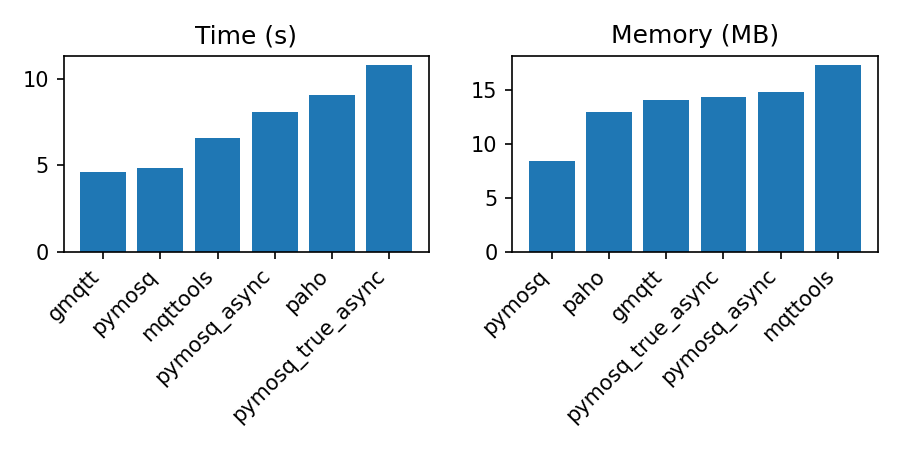 Time (s)
10
5
0
gmqtt
pymosq
mqttools
pymosq_async
paho
pymosq_true_async
Memory (MB)
15
10
5
0
pymosq
paho
gmqtt
pymosq_true_async
pymosq_async
mqttools